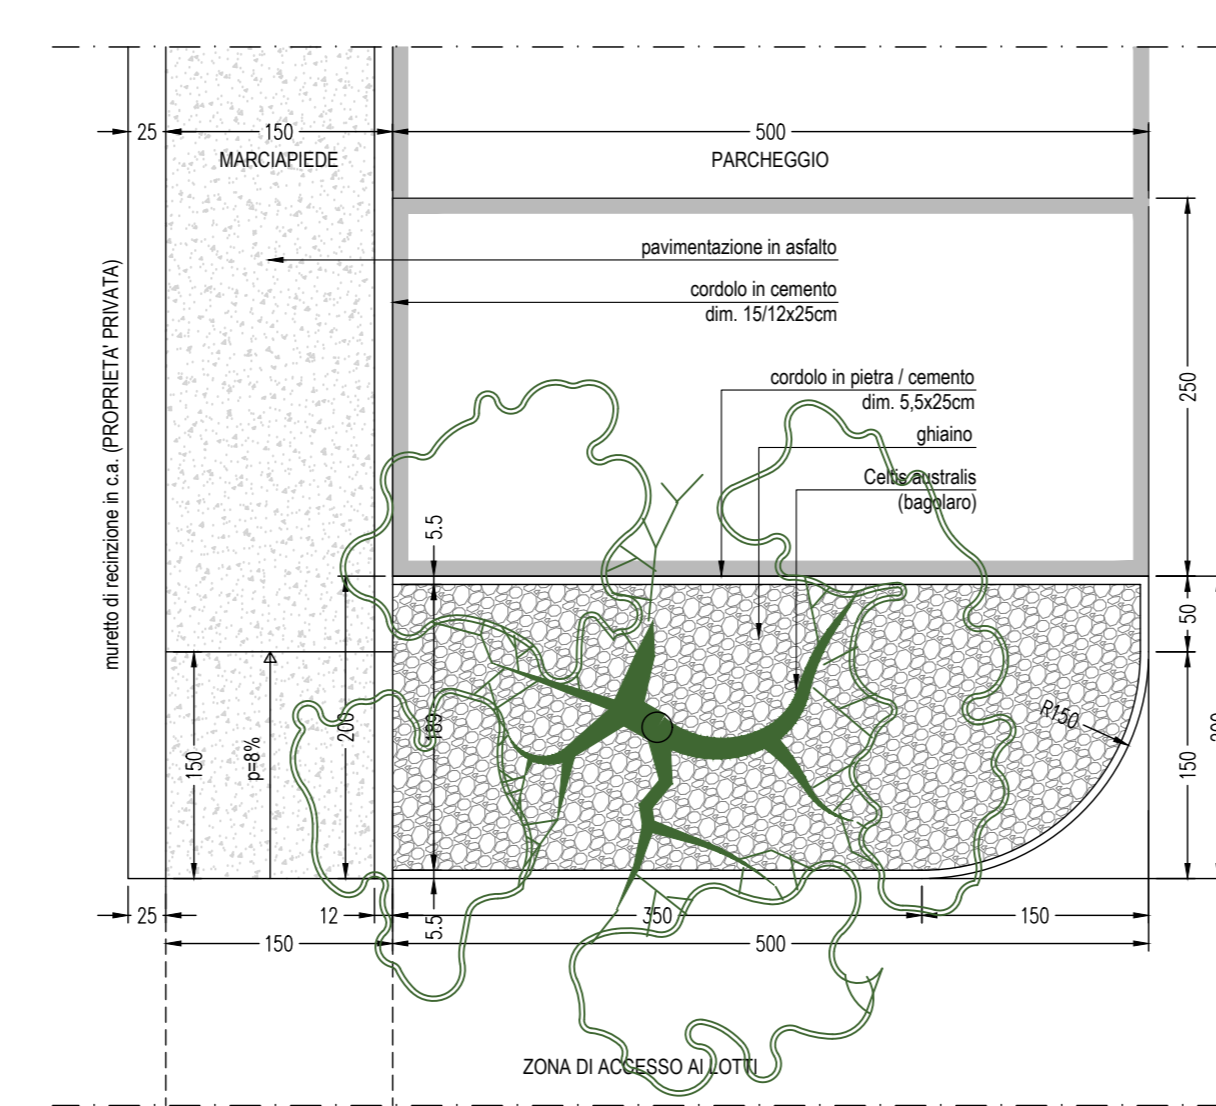 25
150
500
MARCIAPIEDE
PARCHEGGIO
pavimentazione in asfalto
cordolo in cemento
dim. 15/12x25cm
cordolo in pietra / cemento
dim. 5,5x25cm
ghiaino
Celtis australis
(bagolaro)
muretto di recinzione in c.a. (PROPRIETA' PRIVATA)
250
5.5
50
R150
150
p=8%
200
189
150
25
12
5.5
350
150
150
500
ZONA DI ACCESSO AI LOTTI